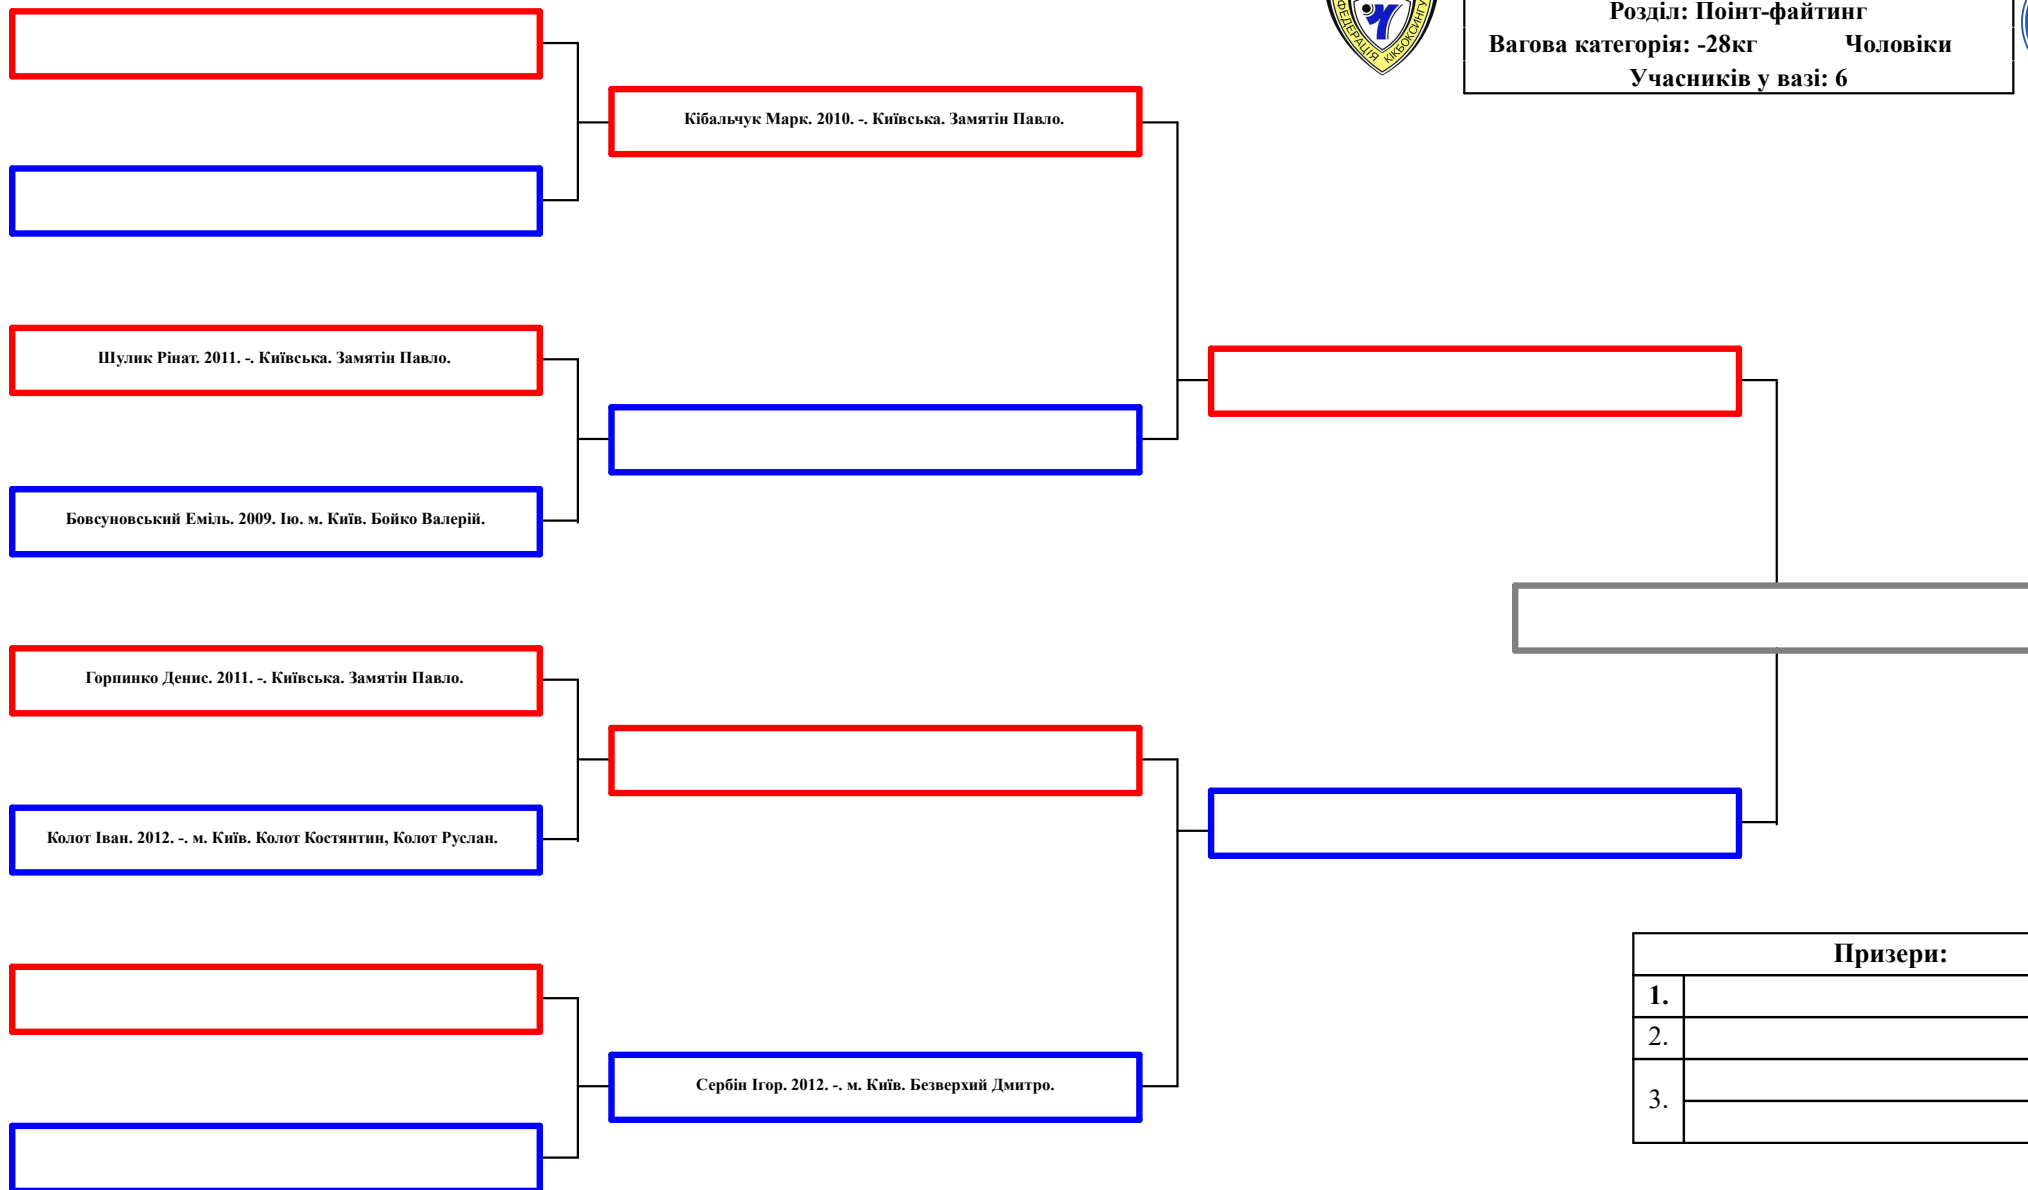 ФЕДЕРАЦІЯ КІКБОКСИНГУ
Розділ: Поінт-файтинг
Вагова категорія: -28кг Чоловіки
Учасників у вазі: 6
Кібальчук Марк. 2010. -. Київська. Замятін Павло.
Шулик Рінат. 2011. -. Київська. Замятін Павло.
Бовсуновський Еміль. 2009. Ію. м. Київ. Бойко Валерій.
Горпинко Денис. 2011. -. Київська. Замятін Павло.
Колот Іван. 2012. -. м. Київ. Колот Костянтин, Колот Руслан.
Сербін Ігор. 2012. -. м. Київ. Безверхий Дмитро.
Призери:
1.
2.
3.